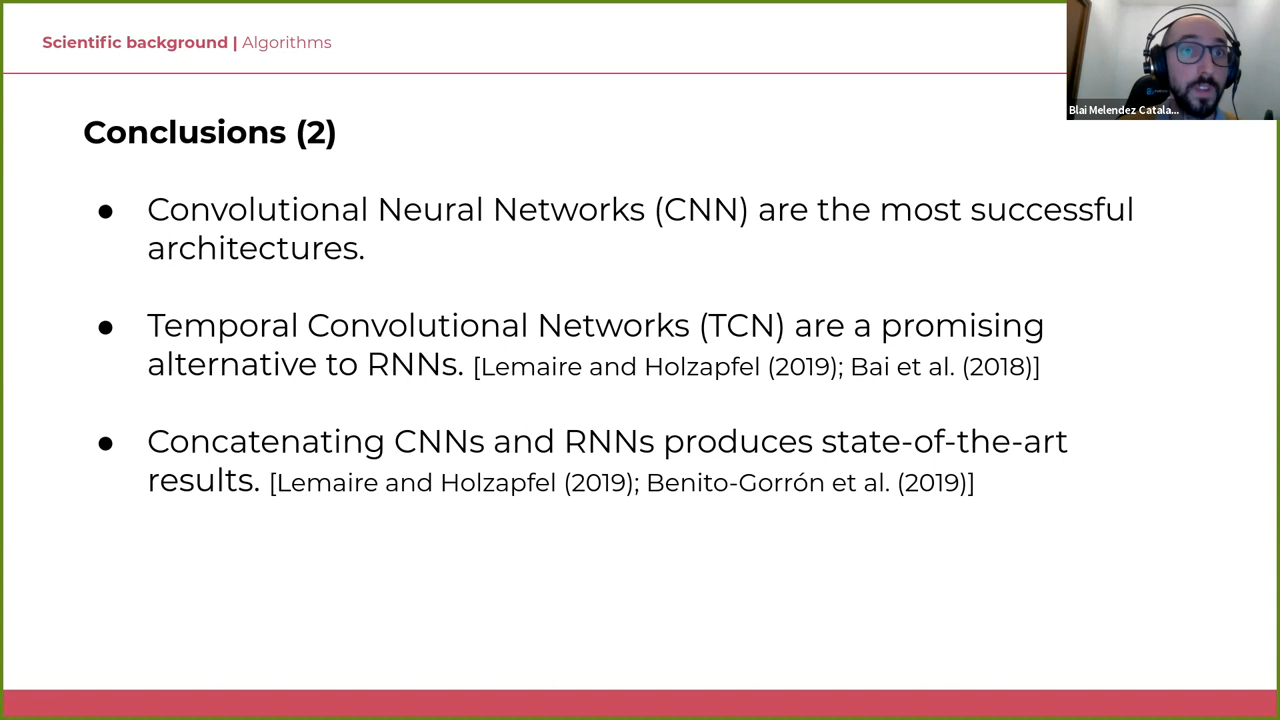 Scientific background | Algorithms
Blai Melendez Catala...
Conclusions (2)
● Convolutional Neural Networks (CNN) are the most successful
architectures.
● Temporal Convolutional Networks (TCN) are a promising
alternative to RNNs. [Lemaire and Holzapfel (2019); Bai et al. (2018)]
● Concatenating CNNs and RNNs produces state-of-the-art
results. [Lemaire and Holzapfel (2019); Benito-Gorrón et al. (2019)]